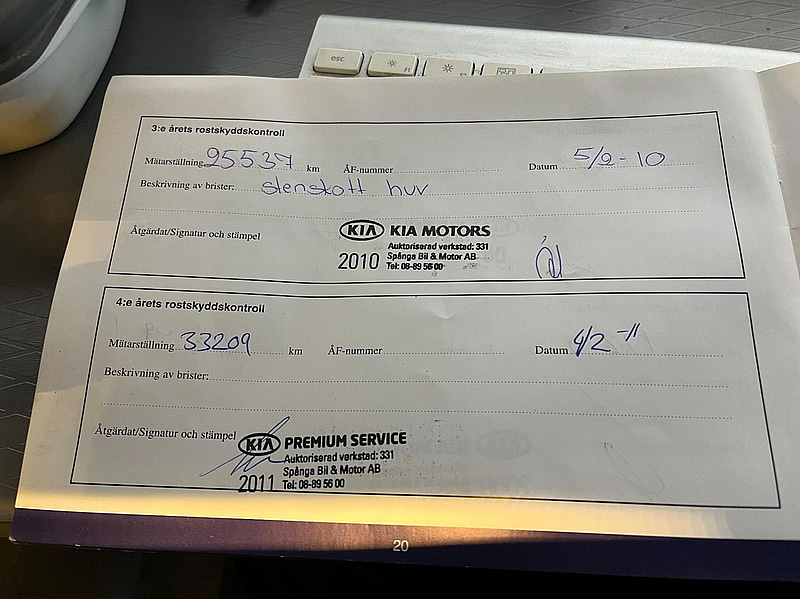 esc
F1
3:e årets rostskyddskontroll
Mätarställning 25537 km ÅF-nummer Datum 5/2-10
Beskrivning av brister: stenskott huv
Åtgärdat/Signatur och stämpel
KIA KIA MOTORS
Auktoriserad verkstad: 331
Spånga Bil & Motor AB
2010 Tel: 08-89 56 00
4:e årets rostskyddskontroll
Mätarställning 33209 km ÅF-nummer Datum 4/2 -11
Beskrivning av brister:
Åtgärdat/Signatur och stämpel
KIA PREMIUM SERVICE
Auktoriserad verkstad: 331
Spånga Bil & Motor AB
2011 Tel: 08-89 56 00
20